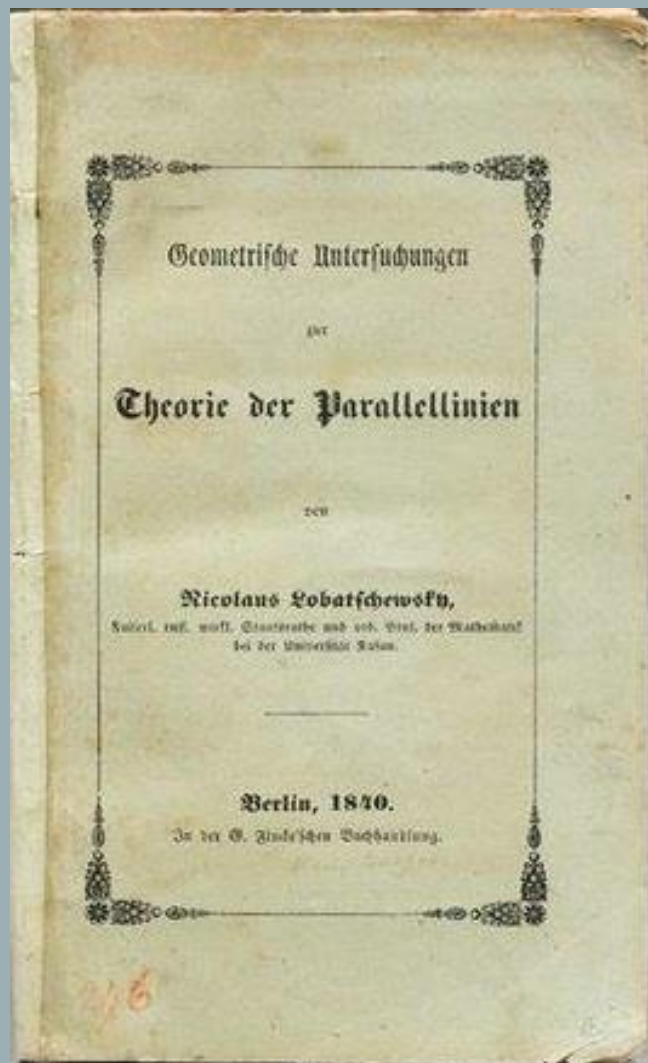 Geometrische Untersuchungen
zur
Theorie der Parallellinien
von
Nicolaus Lobatschewsky,
Kaiserl. russ. wirkl. Staatsrathe und ord. Prof. der Mathematik
bei der Universität Kasan.
Berlin, 1840.
In der G. Fincke'schen Buchhandlung.